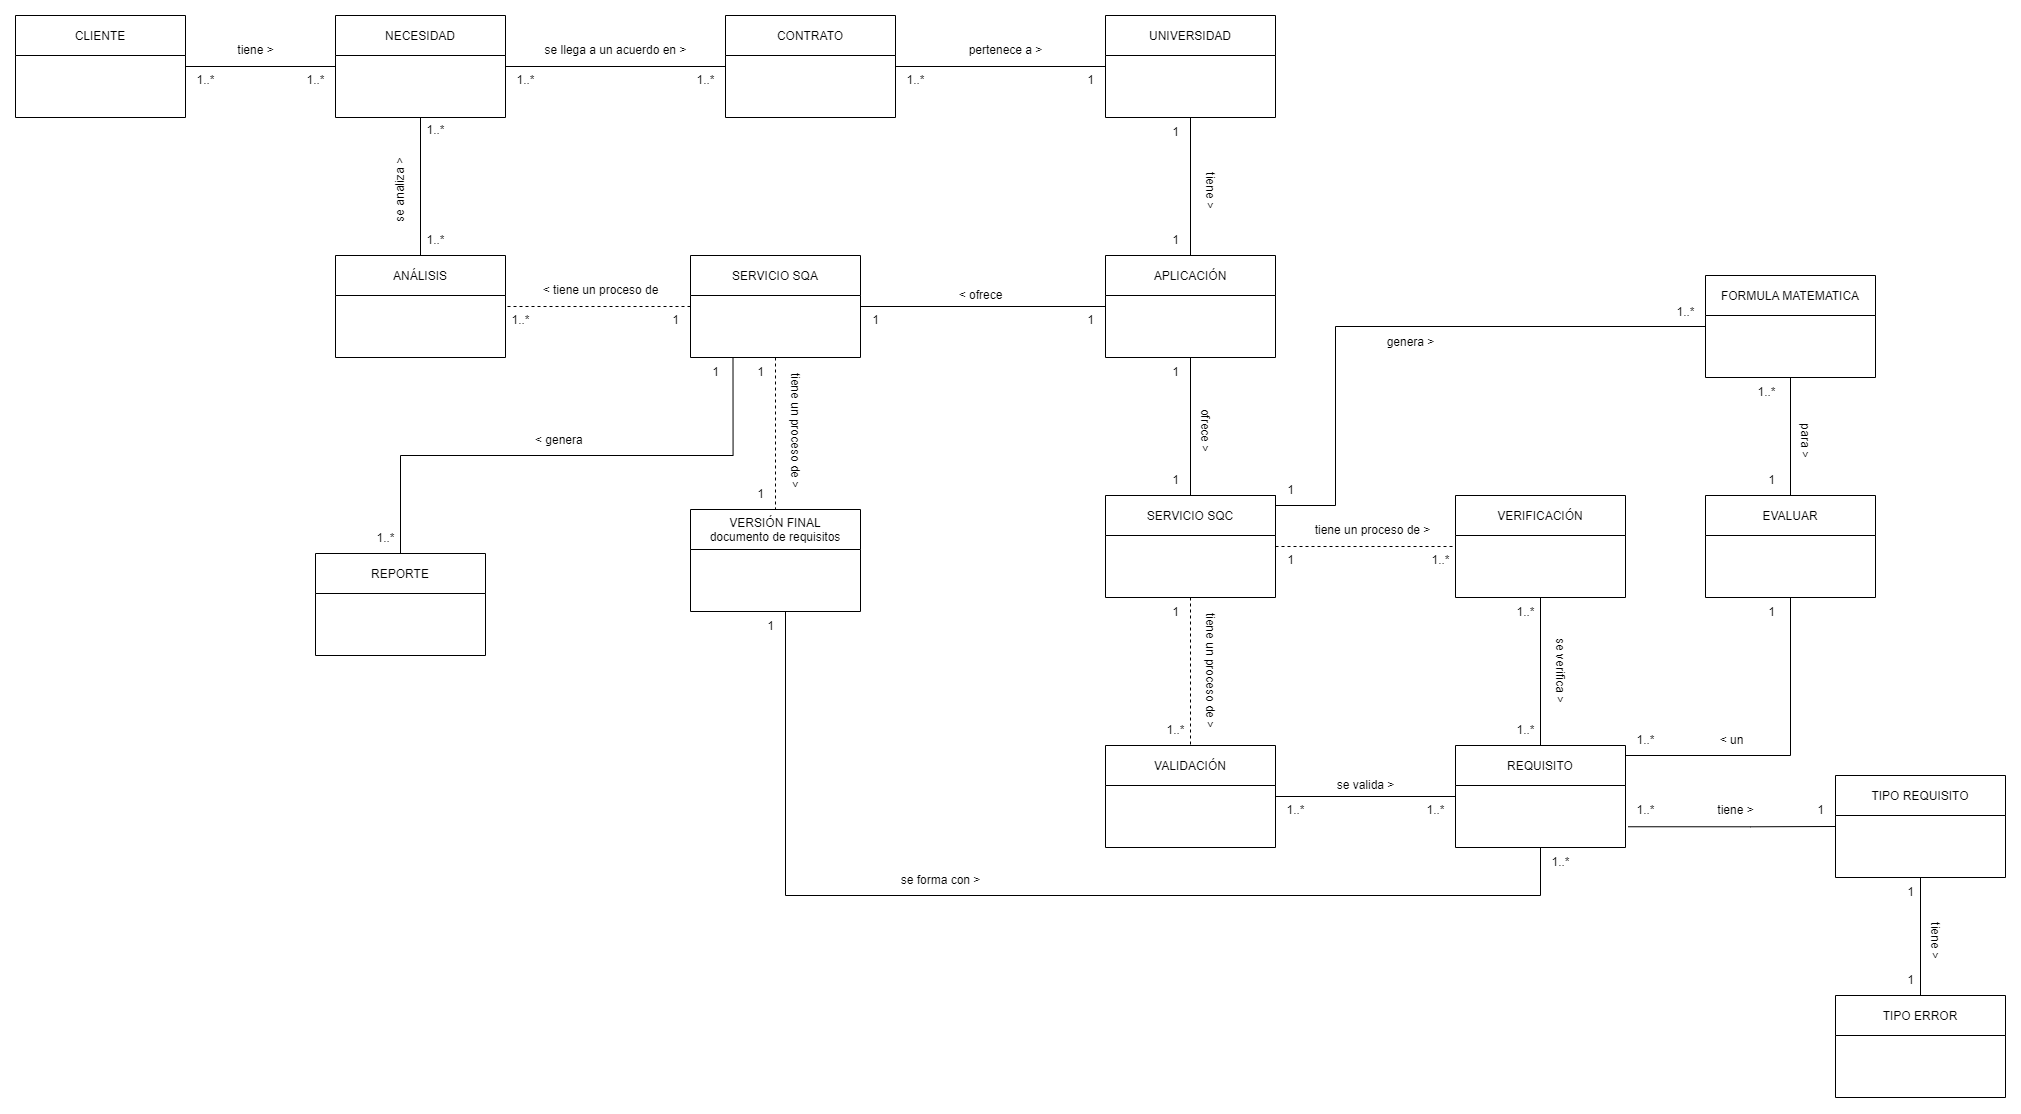 CLIENTE
tiene >
1..*
1..*
NECESIDAD
se llega a un acuerdo en >
1..*
1..*
CONTRATO
pertenece a >
1..*
1
UNIVERSIDAD
1..*
se analiza >
1..*
1
tiene >
1
ANÁLISIS
< tiene un proceso de
1..*
1
SERVICIO SQA
< ofrece
1
1
APLICACIÓN
FORMULA MATEMATICA
1..*
genera >
1
1
tiene un proceso de >
1
1
ofrece >
1
1..*
para >
1
< genera
1..*
REPORTE
1
VERSIÓN FINAL
documento de requisitos
SERVICIO SQC
1
tiene un proceso de >
1
1..*
VERIFICACIÓN
EVALUAR
1
1
tiene un proceso de >
1..*
1..*
se verifica >
1..*
1
< un
1..*
VALIDACIÓN
se valida >
1..*
1..*
REQUISITO
1..*
tiene >
1
TIPO REQUISITO
1..*
se forma con >
1
tiene >
1
TIPO ERROR